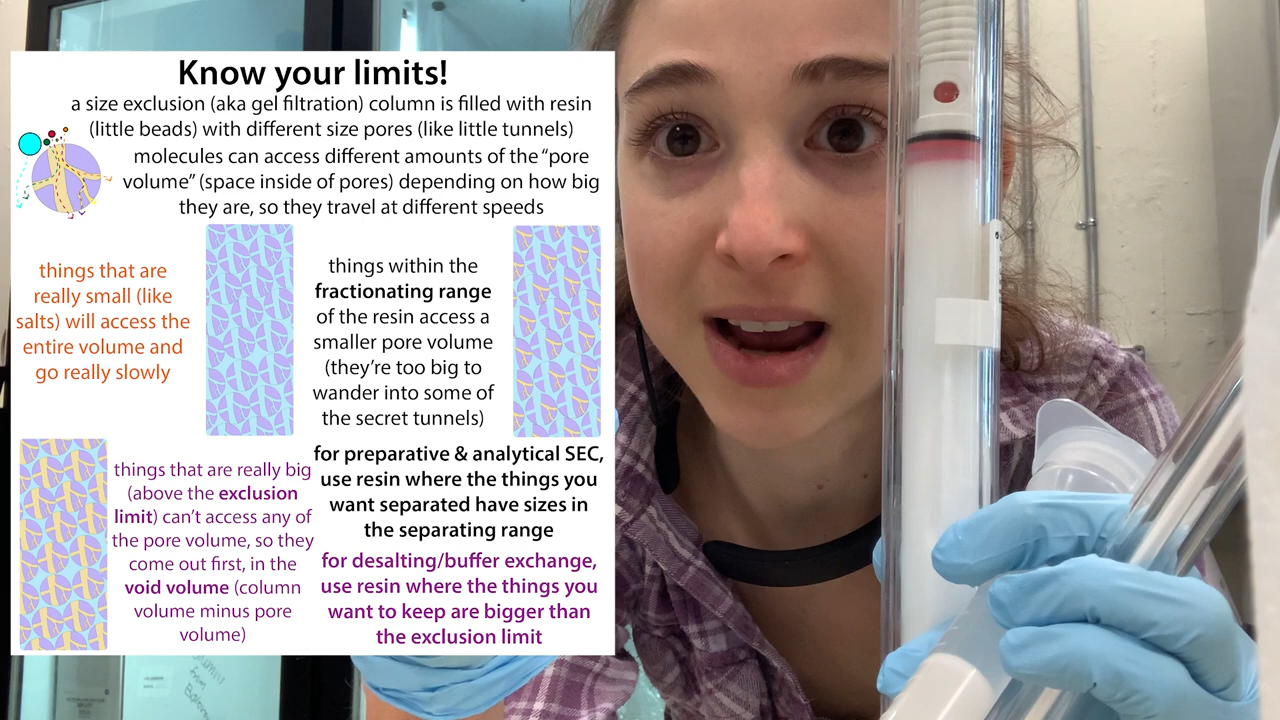 Know your limits!
a size exclusion (aka gel filtration) column is filled with resin
(little beads) with different size pores (like little tunnels)
molecules can access different amounts of the “pore
volume” (space inside of pores) depending on how big
they are, so they travel at different speeds
things that are
really small (like
salts) will access the
entire volume and
go really slowly
things within the
fractionating range
of the resin access a
smaller pore volume
(they’re too big to
wander into some of
the secret tunnels)
things that are really big
(above the exclusion
limit) can’t access any of
the pore volume, so they
come out first, in the
void volume (column
volume minus pore
volume)
for preparative & analytical SEC,
use resin where the things you
want separated have sizes in
the separating range
for desalting/buffer exchange,
use resin where the things you
want to keep are bigger than
the exclusion limit